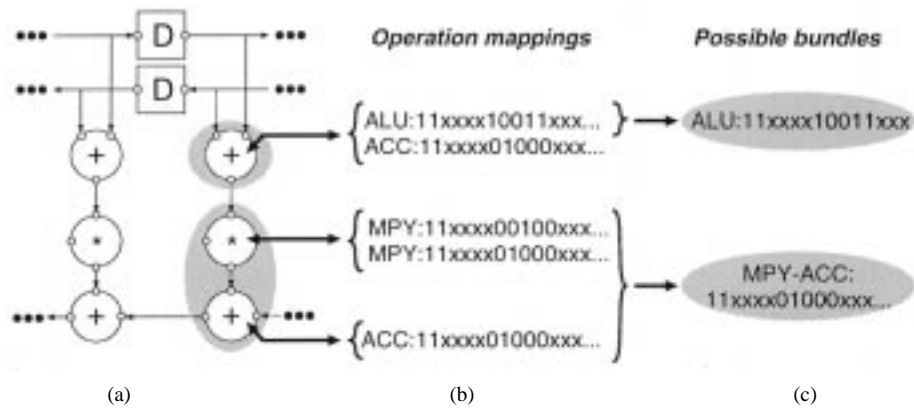 Operation mappings
Possible bundles
D
D
ALU:11xxxx10011xxx...
ACC:11xxxx01000xxx...
ALU:11xxxx10011xxx
+
+
MPY:11xxxx00100xxx...
MPY:11xxxx01000xxx...
*
*
MPY-ACC:
11xxxx01000xxx...
+
+
ACC:11xxxx01000xxx...
(a)
(b)
(c)